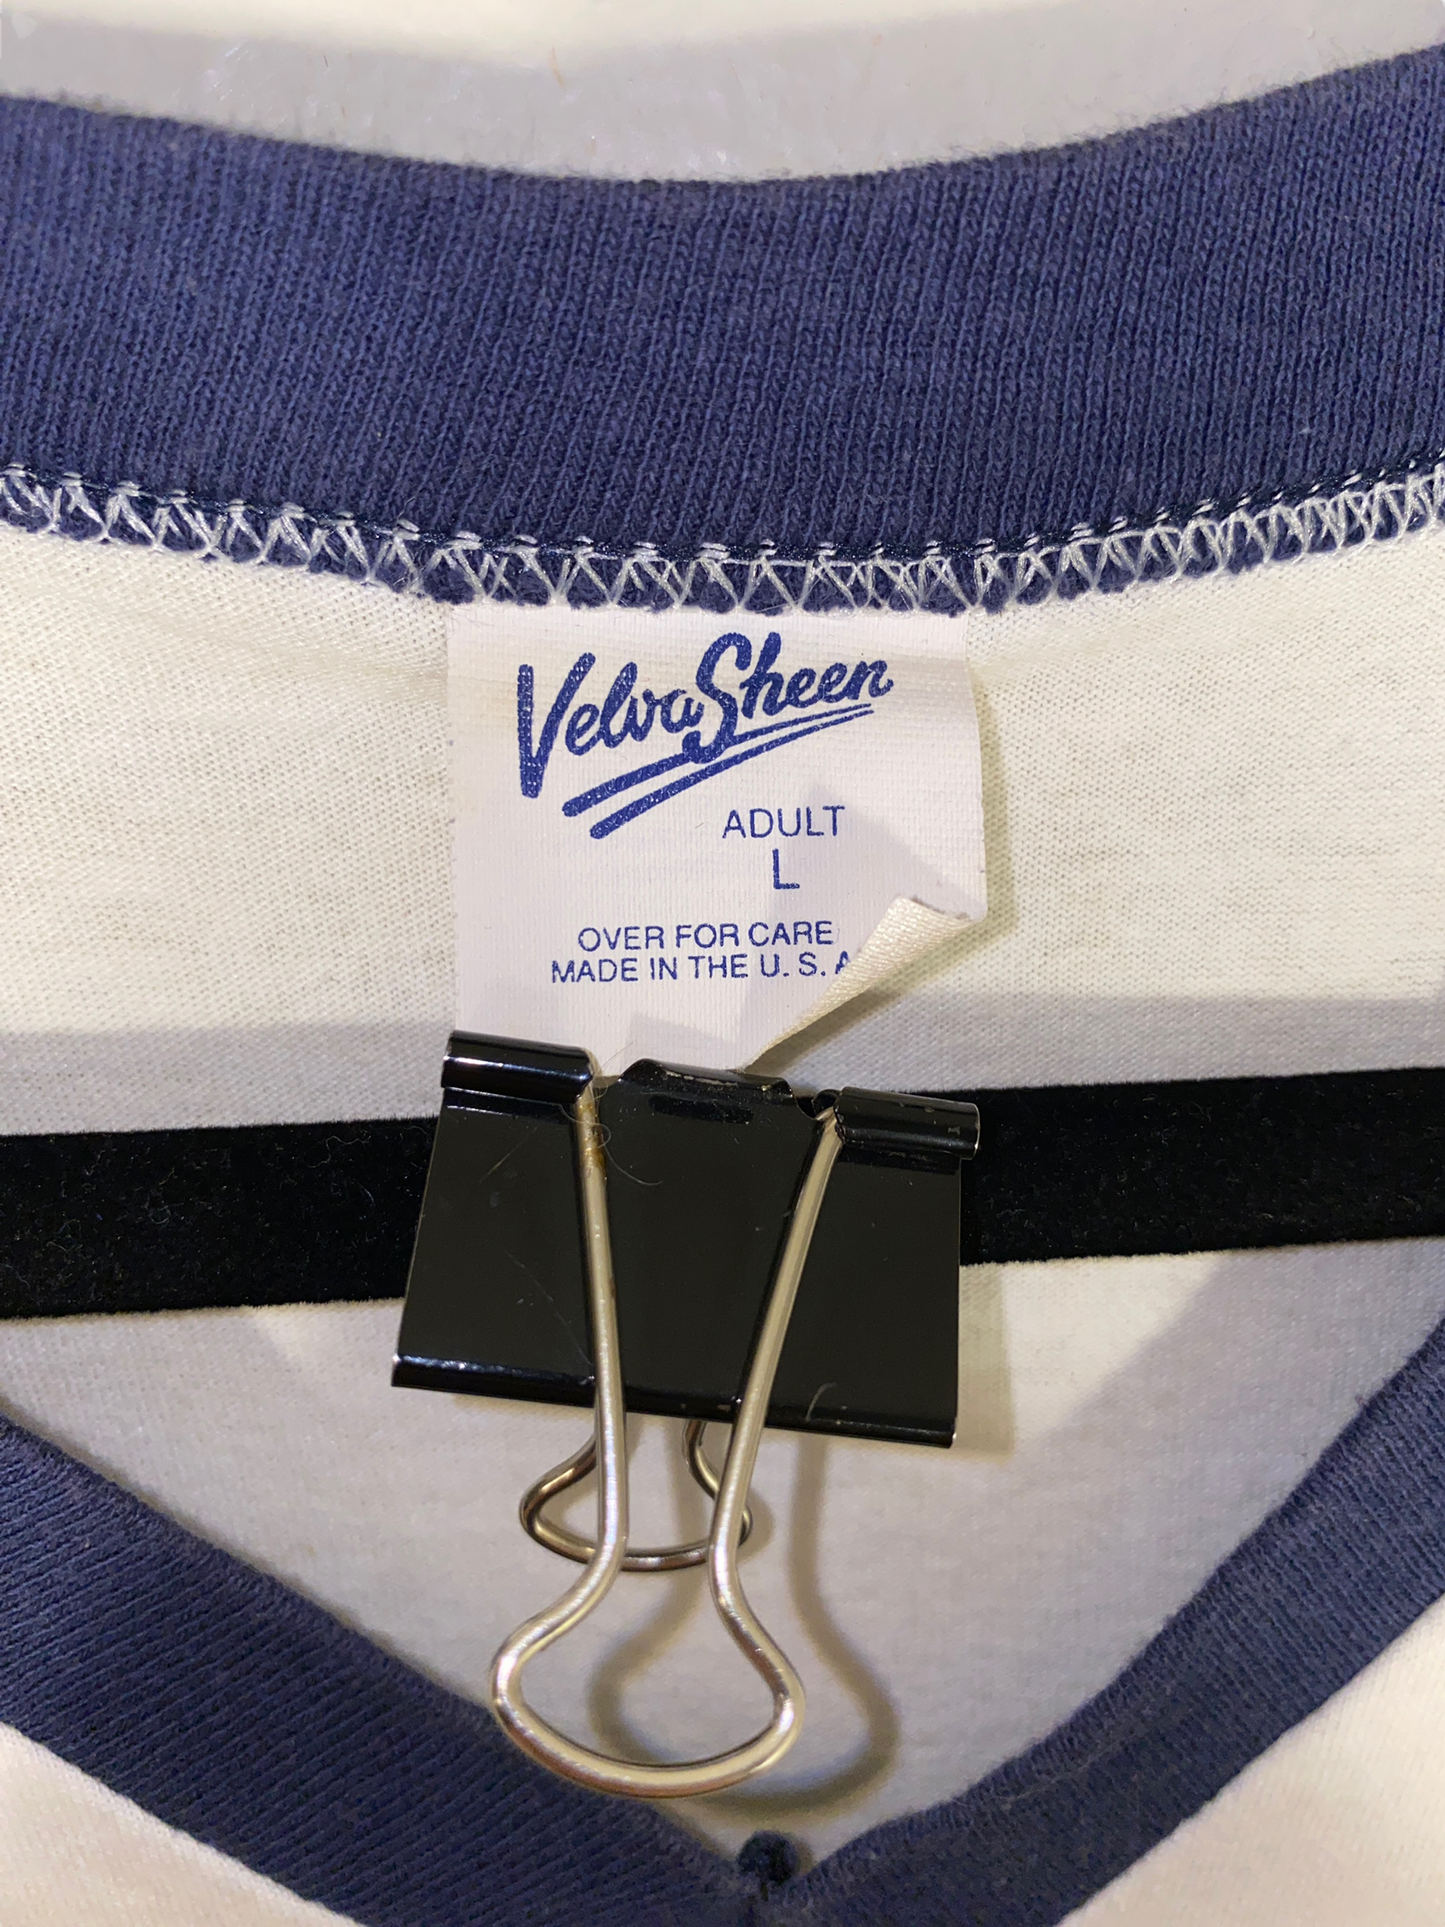 VelvaSheen
ADULT
L
OVER FOR CARE
MADE IN THE U. S. A